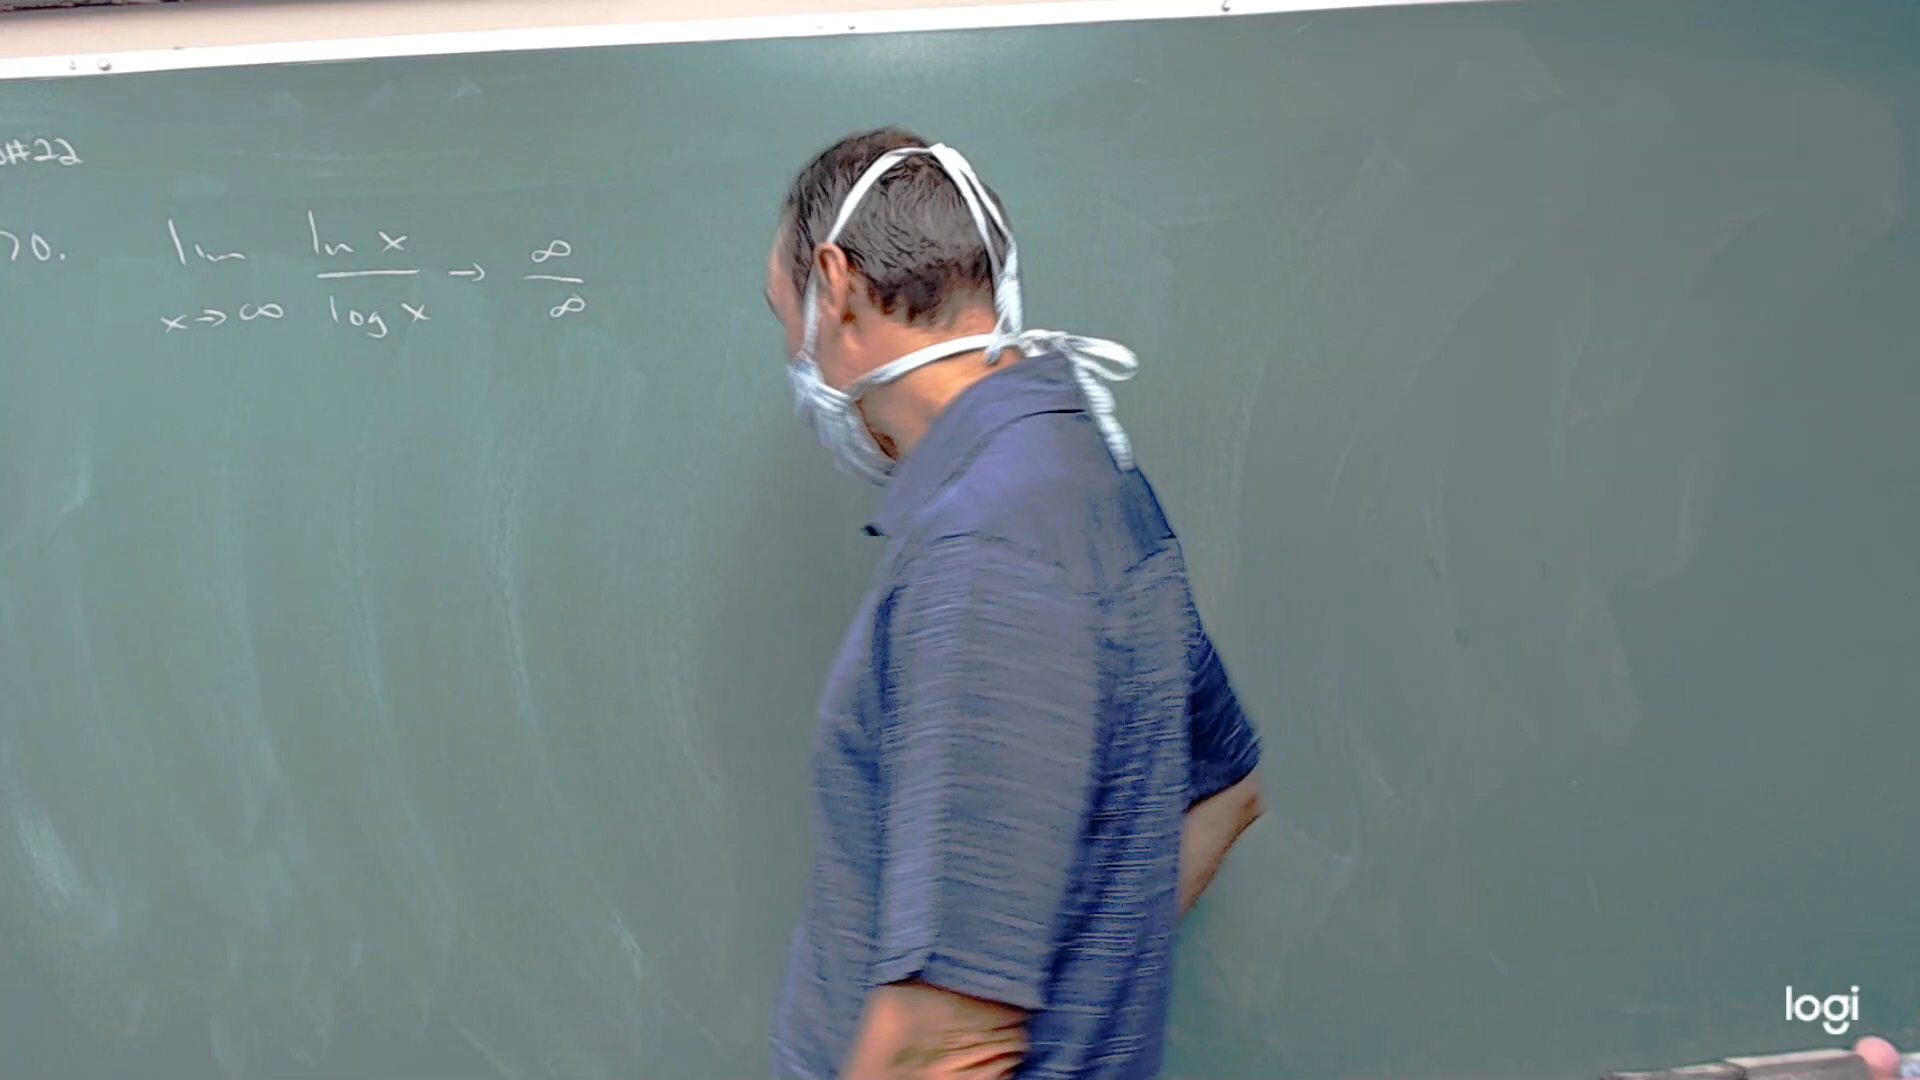 #22
70. lim ln x → ∞
x→∞ log x ∞
logi